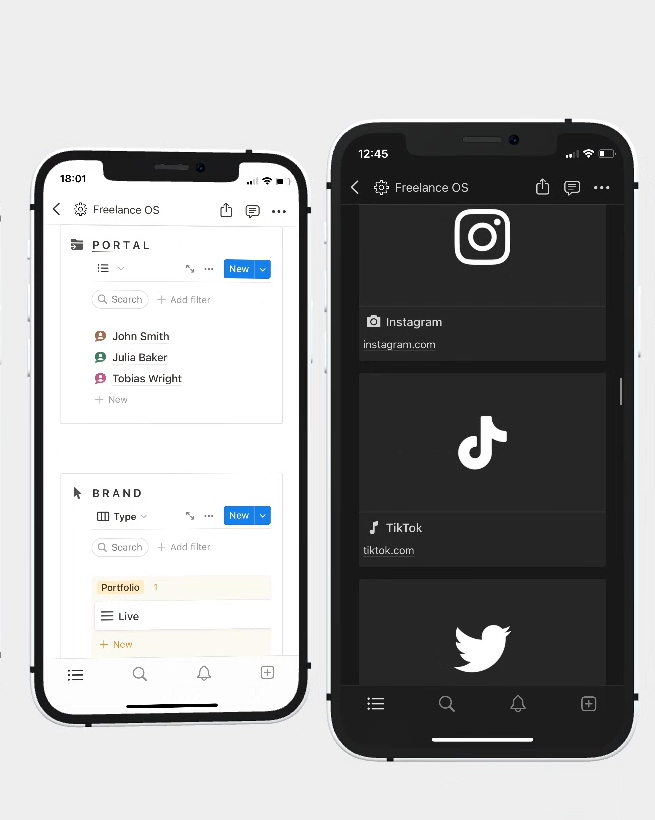 18:01
Freelance OS
PORTAL
New
Search
Add filter
John Smith
Julia Baker
Tobias Wright
New
BRAND
Type
New
Search
Add filter
Portfolio 1
Live
New
12:45
Freelance OS
Instagram
instagram.com
TikTok
tiktok.com